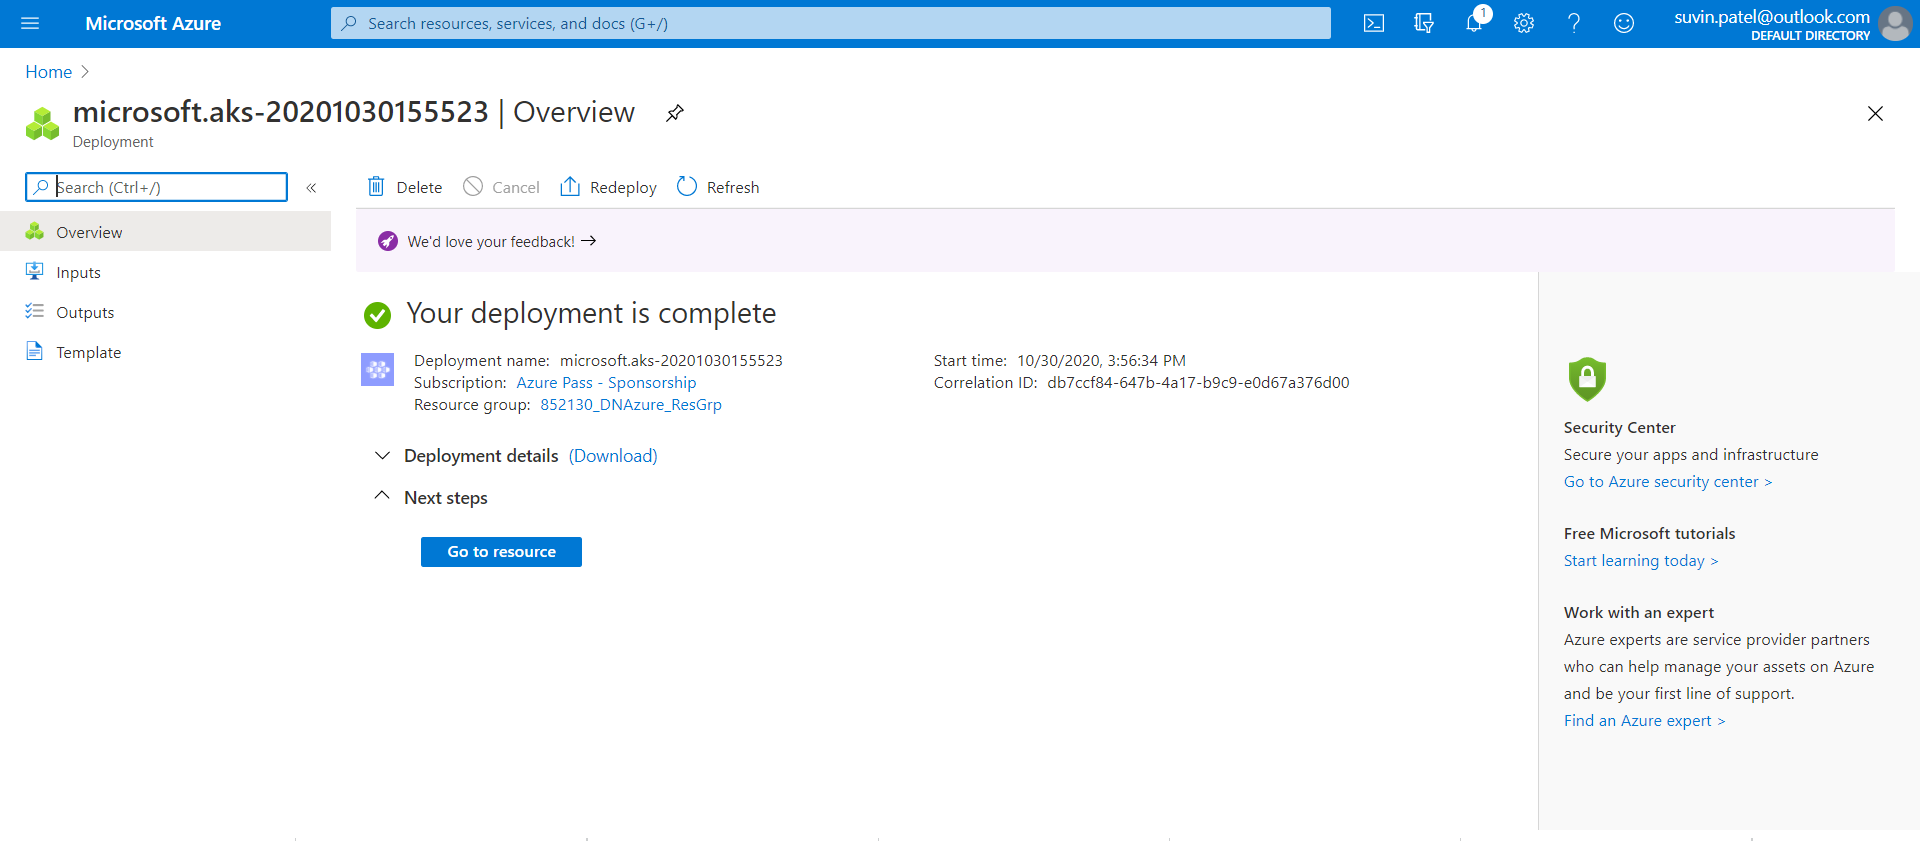 Microsoft Azure
Search resources, services, and docs (G+/)
1
suvin.patel@outlook.com
DEFAULT DIRECTORY
Home
microsoft.aks-20201030155523 | Overview
Deployment
Search (Ctrl+/)
«
Delete
Cancel
Redeploy
Refresh
Overview
Inputs
Outputs
Template
We'd love your feedback! →
Your deployment is complete
Deployment name: microsoft.aks-20201030155523
Subscription: Azure Pass - Sponsorship
Resource group: 852130_DNAzure_ResGrp
Start time: 10/30/2020, 3:56:34 PM
Correlation ID: db7ccf84-647b-4a17-b9c9-e0d67a376d00
Deployment details (Download)
Next steps
Go to resource
Security Center
Secure your apps and infrastructure
Go to Azure security center >
Free Microsoft tutorials
Start learning today >
Work with an expert
Azure experts are service provider partners
who can help manage your assets on Azure
and be your first line of support.
Find an Azure expert >